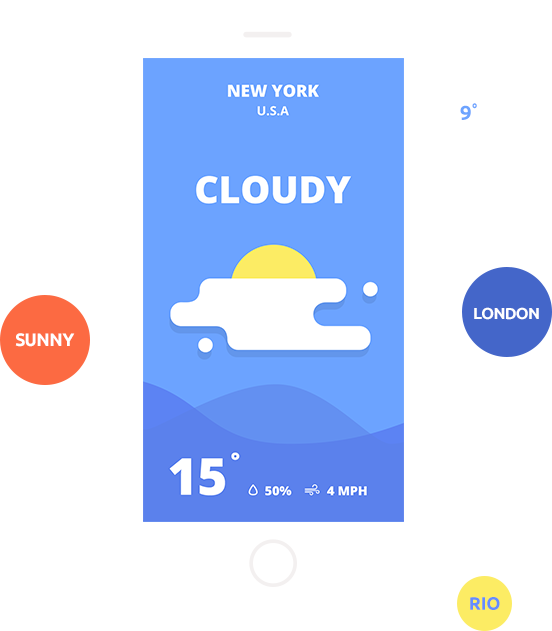 NEW YORK
U.S.A
9°
CLOUDY
LONDON
SUNNY
15°
50%
4 MPH
RIO